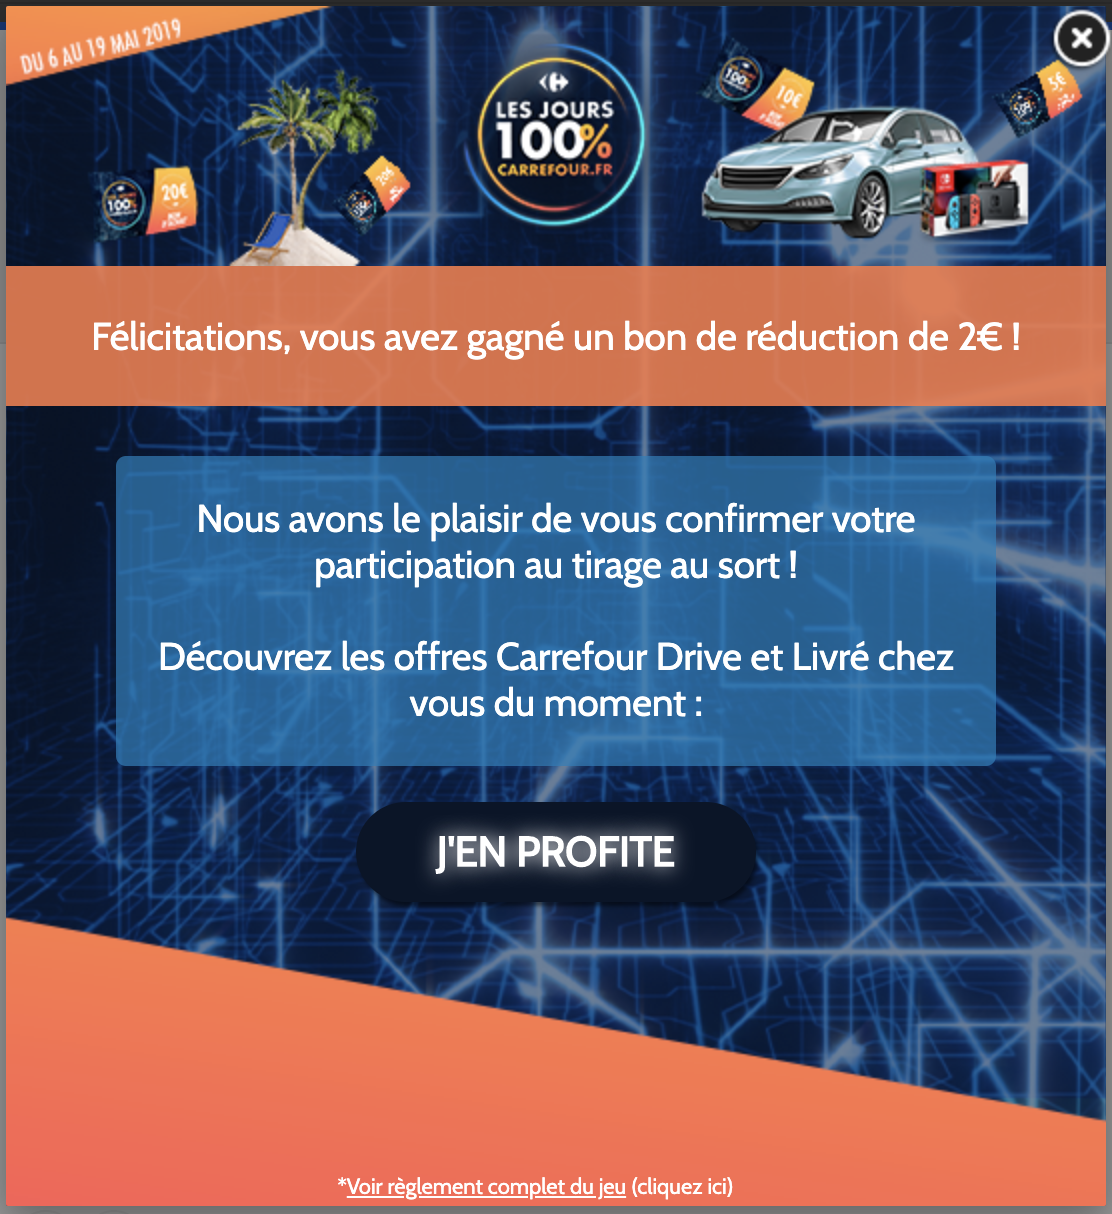 DU 6 AU 19 MAI 2019
LES JOURS
100%
CARREFOUR.FR
20€
20€
10€
5€
Félicitations, vous avez gagné un bon de réduction de 2€ !
Nous avons le plaisir de vous confirmer votre
participation au tirage au sort !
Découvrez les offres Carrefour Drive et Livré chez
vous du moment :
J'EN PROFITE
*Voir règlement complet du jeu (cliquez ici)